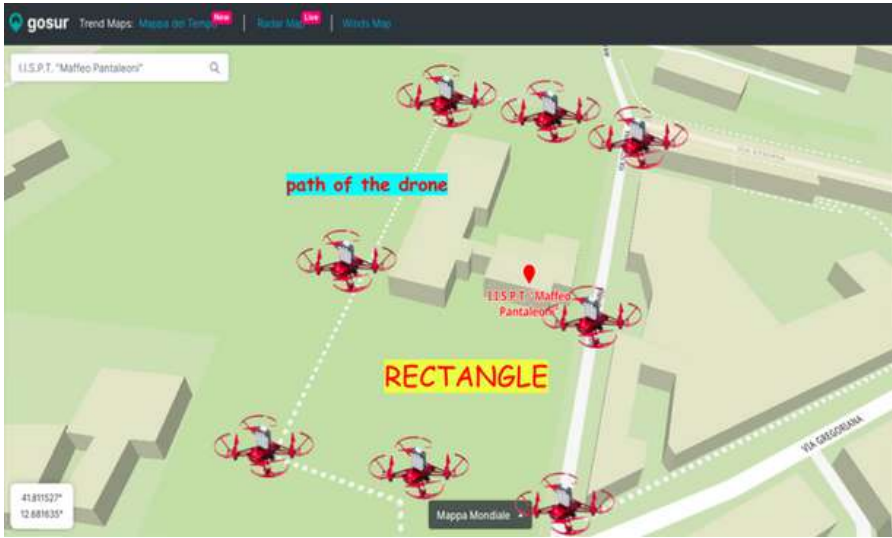 gosur Trend Maps: Mappa del Tempo New Radar Map Live Winds Map
I.I.S.P.T. "Maffeo Pantaleoni"
path of the drone
I.I.S.P.T. "Maffeo
Pantaleoni"
RECTANGLE
VIA GREGORIANA
41.811527°
12.681635°
Mappa Mondiale